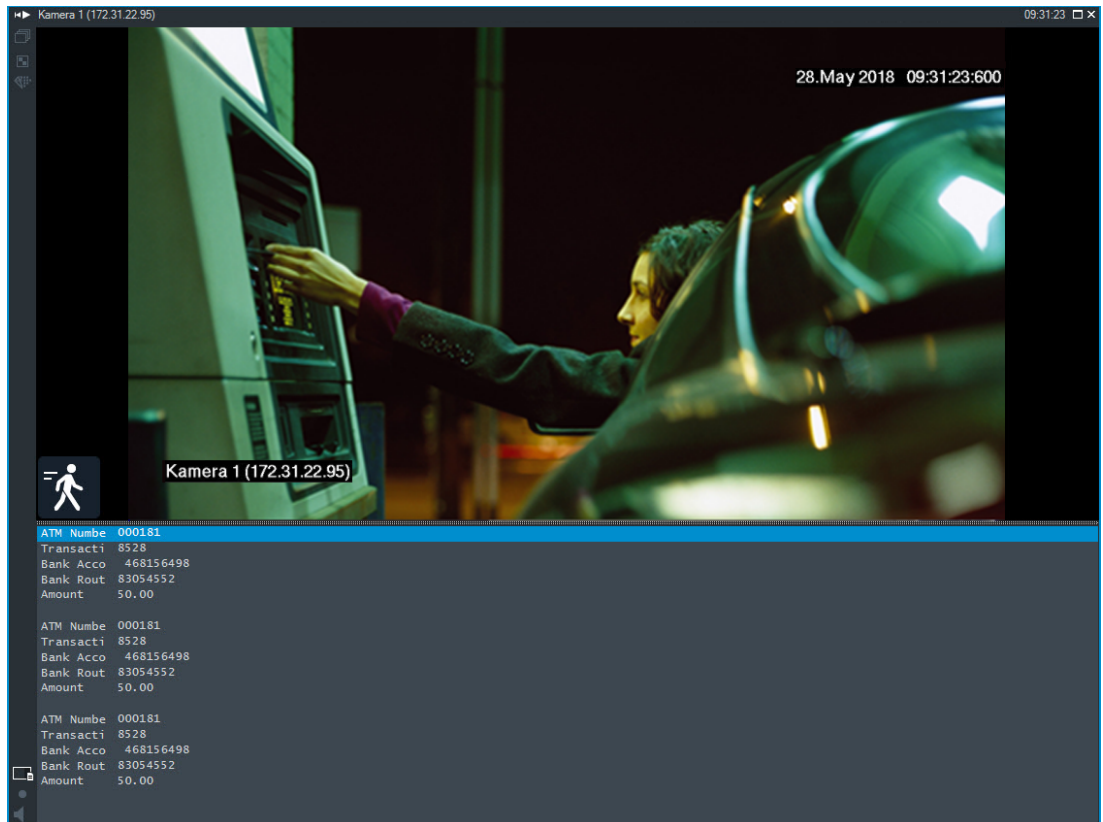 Kamera 1 (172.31.22.95) 09:31:23
28.May 2018 09:31:23:600
Kamera 1 (172.31.22.95)
ATM Numbe 000181
Transacti 8528
Bank Acco 468156498
Bank Rout 83054552
Amount 50.00
ATM Numbe 000181
Transacti 8528
Bank Acco 468156498
Bank Rout 83054552
Amount 50.00
ATM Numbe 000181
Transacti 8528
Bank Acco 468156498
Bank Rout 83054552
Amount 50.00